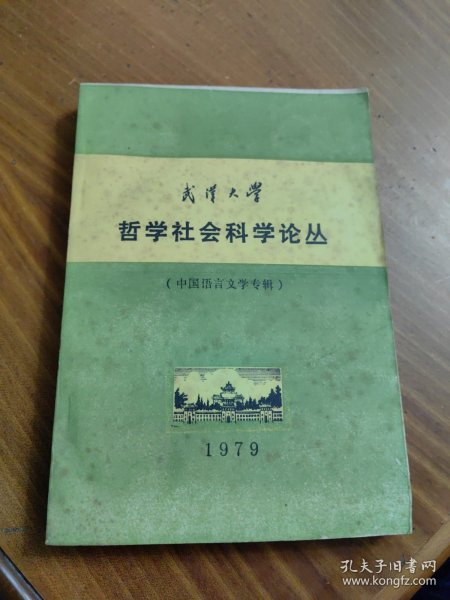 武汉大学
哲学社会科学论丛
（中国语言文学专辑）
1979
孔夫子旧书网
www.kongfz.com